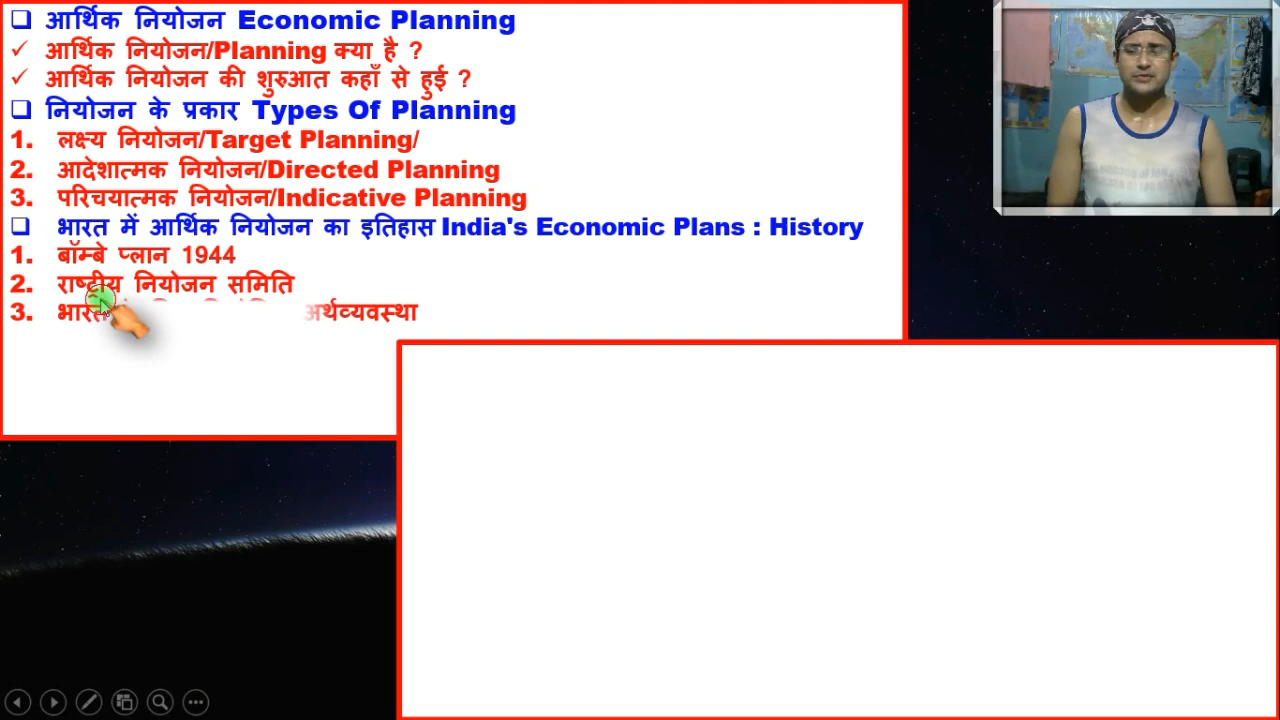 ❑ आर्थिक नियोजन Economic Planning
✓ आर्थिक नियोजन/Planning क्या है ?
✓ आर्थिक नियोजन की शुरुआत कहाँ से हुई ?
❑ नियोजन के प्रकार Types Of Planning
1. लक्ष्य नियोजन/Target Planning/
2. आदेशात्मक नियोजन/Directed Planning
3. परिचयात्मक नियोजन/Indicative Planning
❑ भारत में आर्थिक नियोजन का इतिहास India's Economic Plans : History
1. बॉम्बे प्लान 1944
2. राष्ट्रीय नियोजन समिति
3. भारत अर्थव्यवस्था